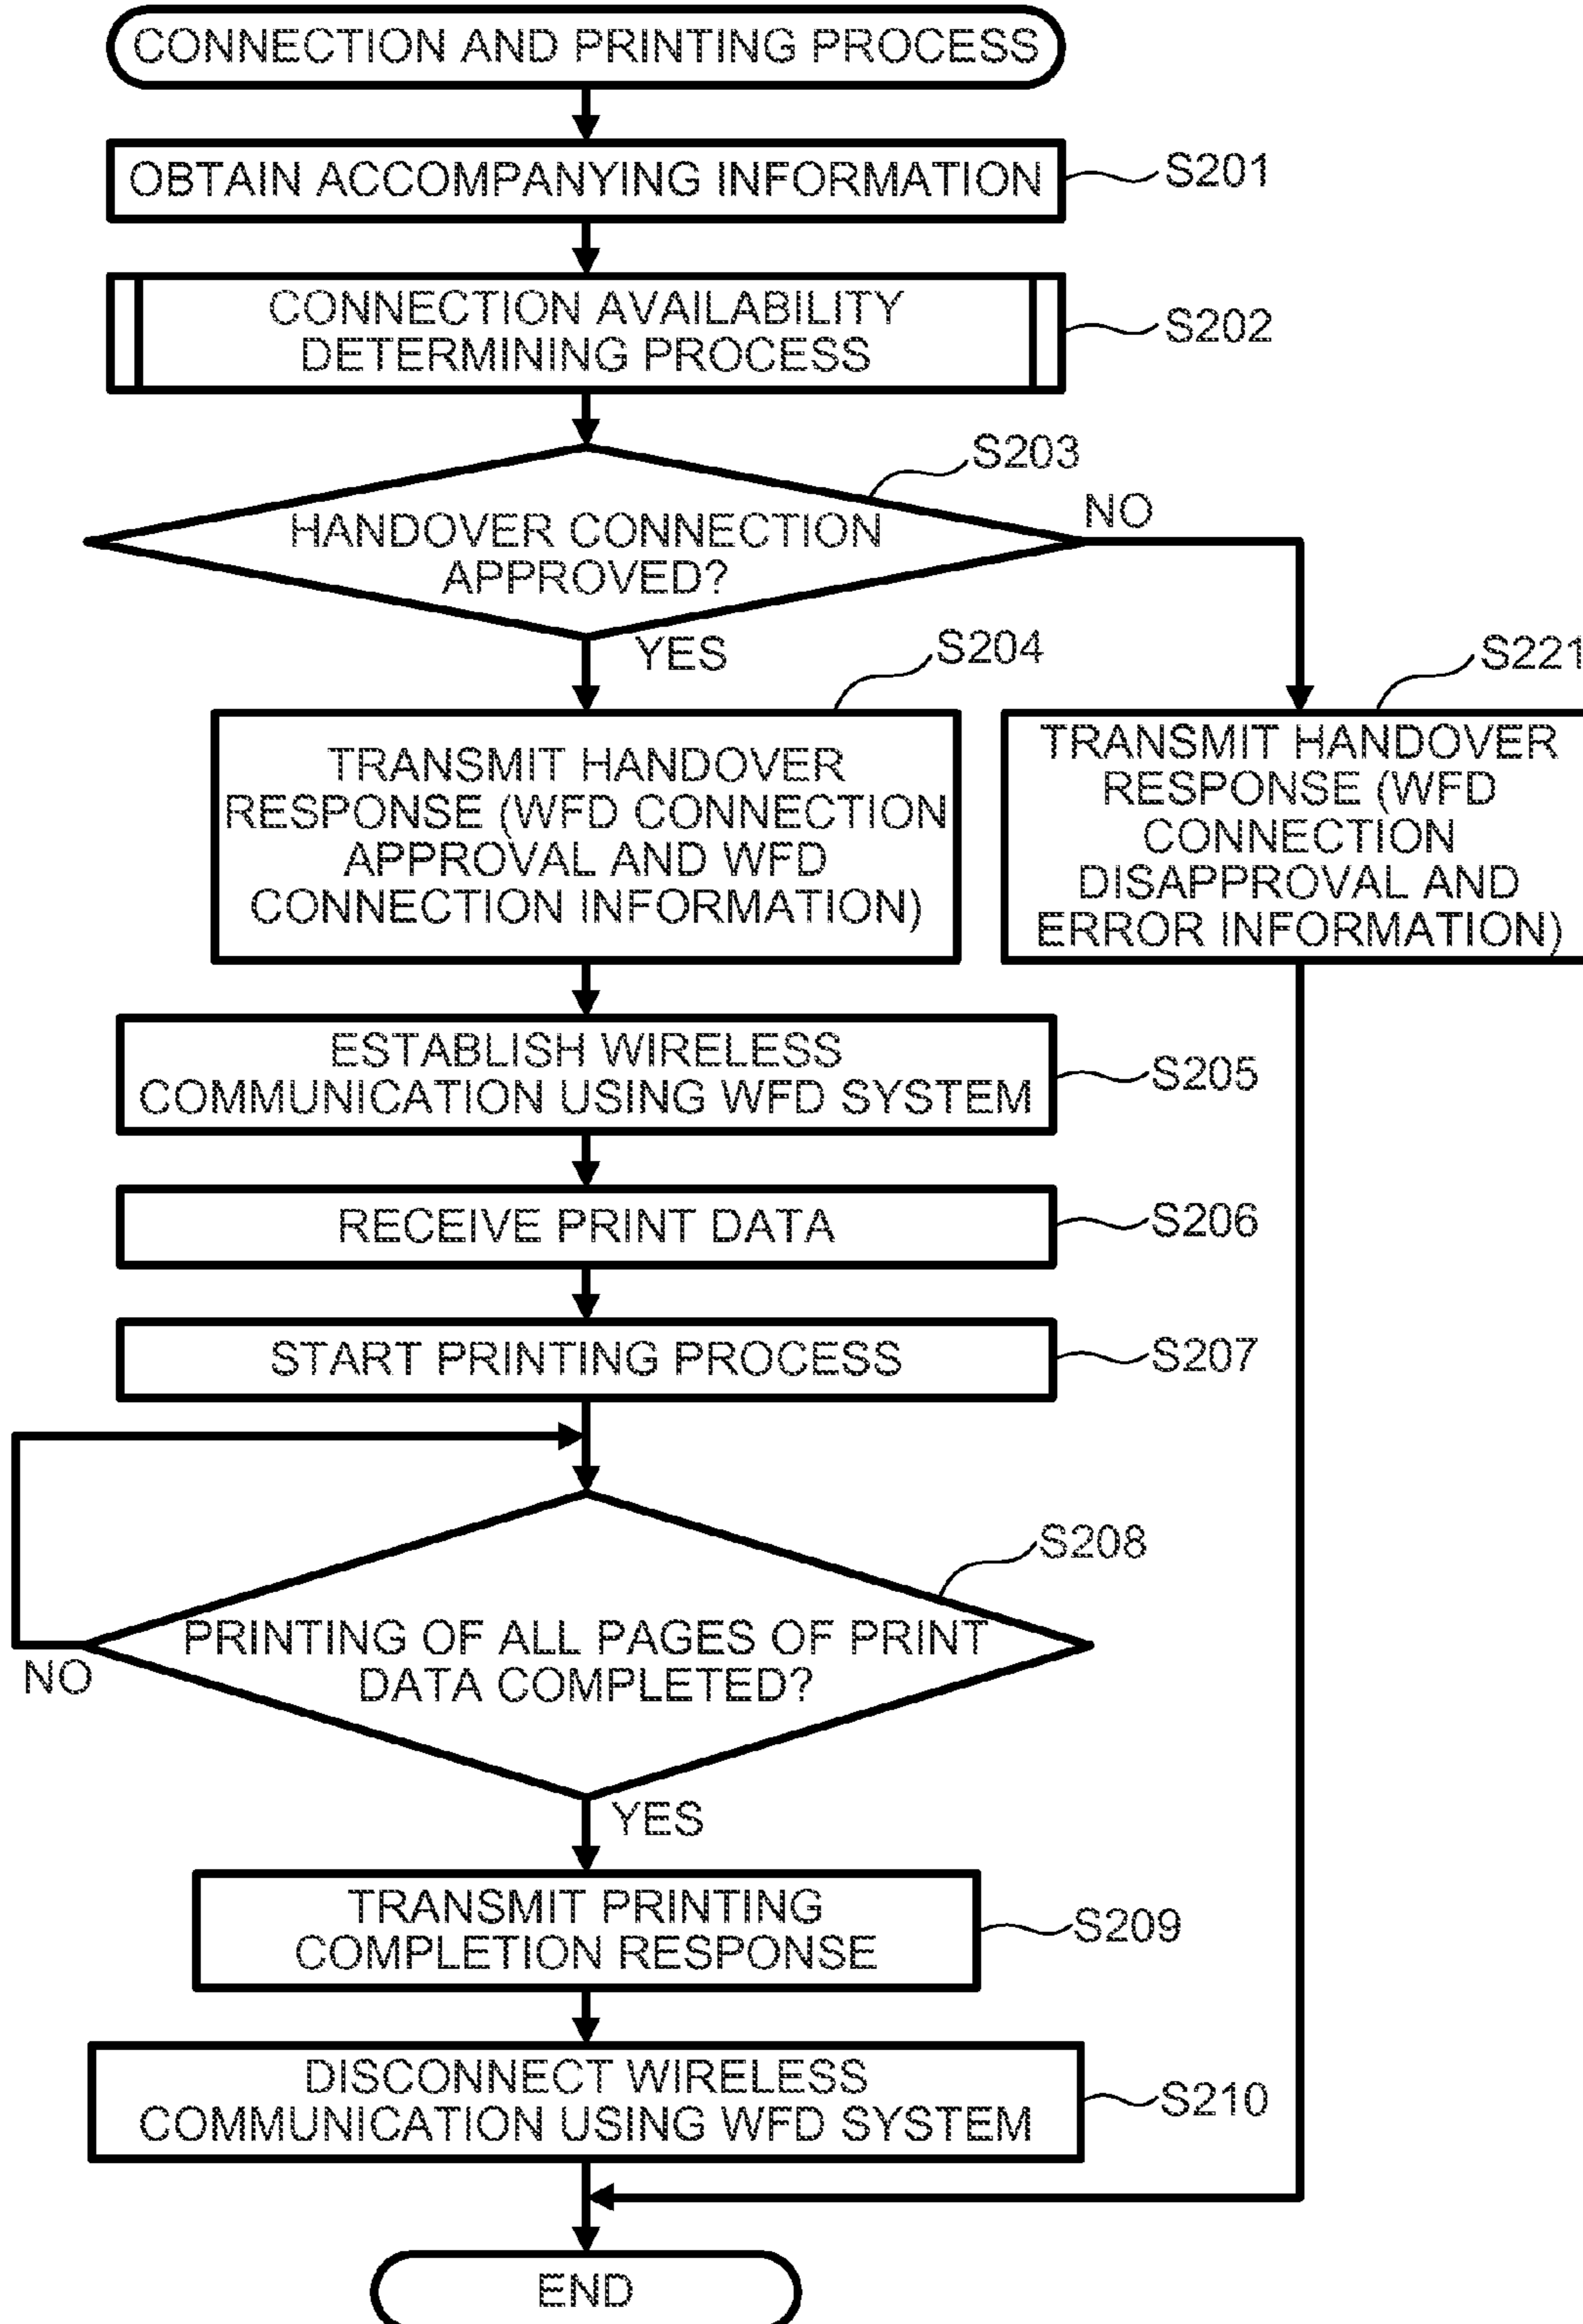 CONNECTION AND PRINTING PROCESS
OBTAIN ACCOMPANYING INFORMATION
S201
CONNECTION AVAILABILITY
DETERMINING PROCESS
S202
S203
HANDOVER CONNECTION
APPROVED?
NO
YES
S204
TRANSMIT HANDOVER
RESPONSE (WFD CONNECTION
APPROVAL AND WFD
CONNECTION INFORMATION)
S221
TRANSMIT HANDOVER
RESPONSE (WFD
CONNECTION
DISAPPROVAL AND
ERROR INFORMATION)
ESTABLISH WIRELESS
COMMUNICATION USING WFD SYSTEM
S205
RECEIVE PRINT DATA
S206
START PRINTING PROCESS
S207
S208
PRINTING OF ALL PAGES OF PRINT
DATA COMPLETED?
NO
YES
TRANSMIT PRINTING
COMPLETION RESPONSE
S209
DISCONNECT WIRELESS
COMMUNICATION USING WFD SYSTEM
S210
END